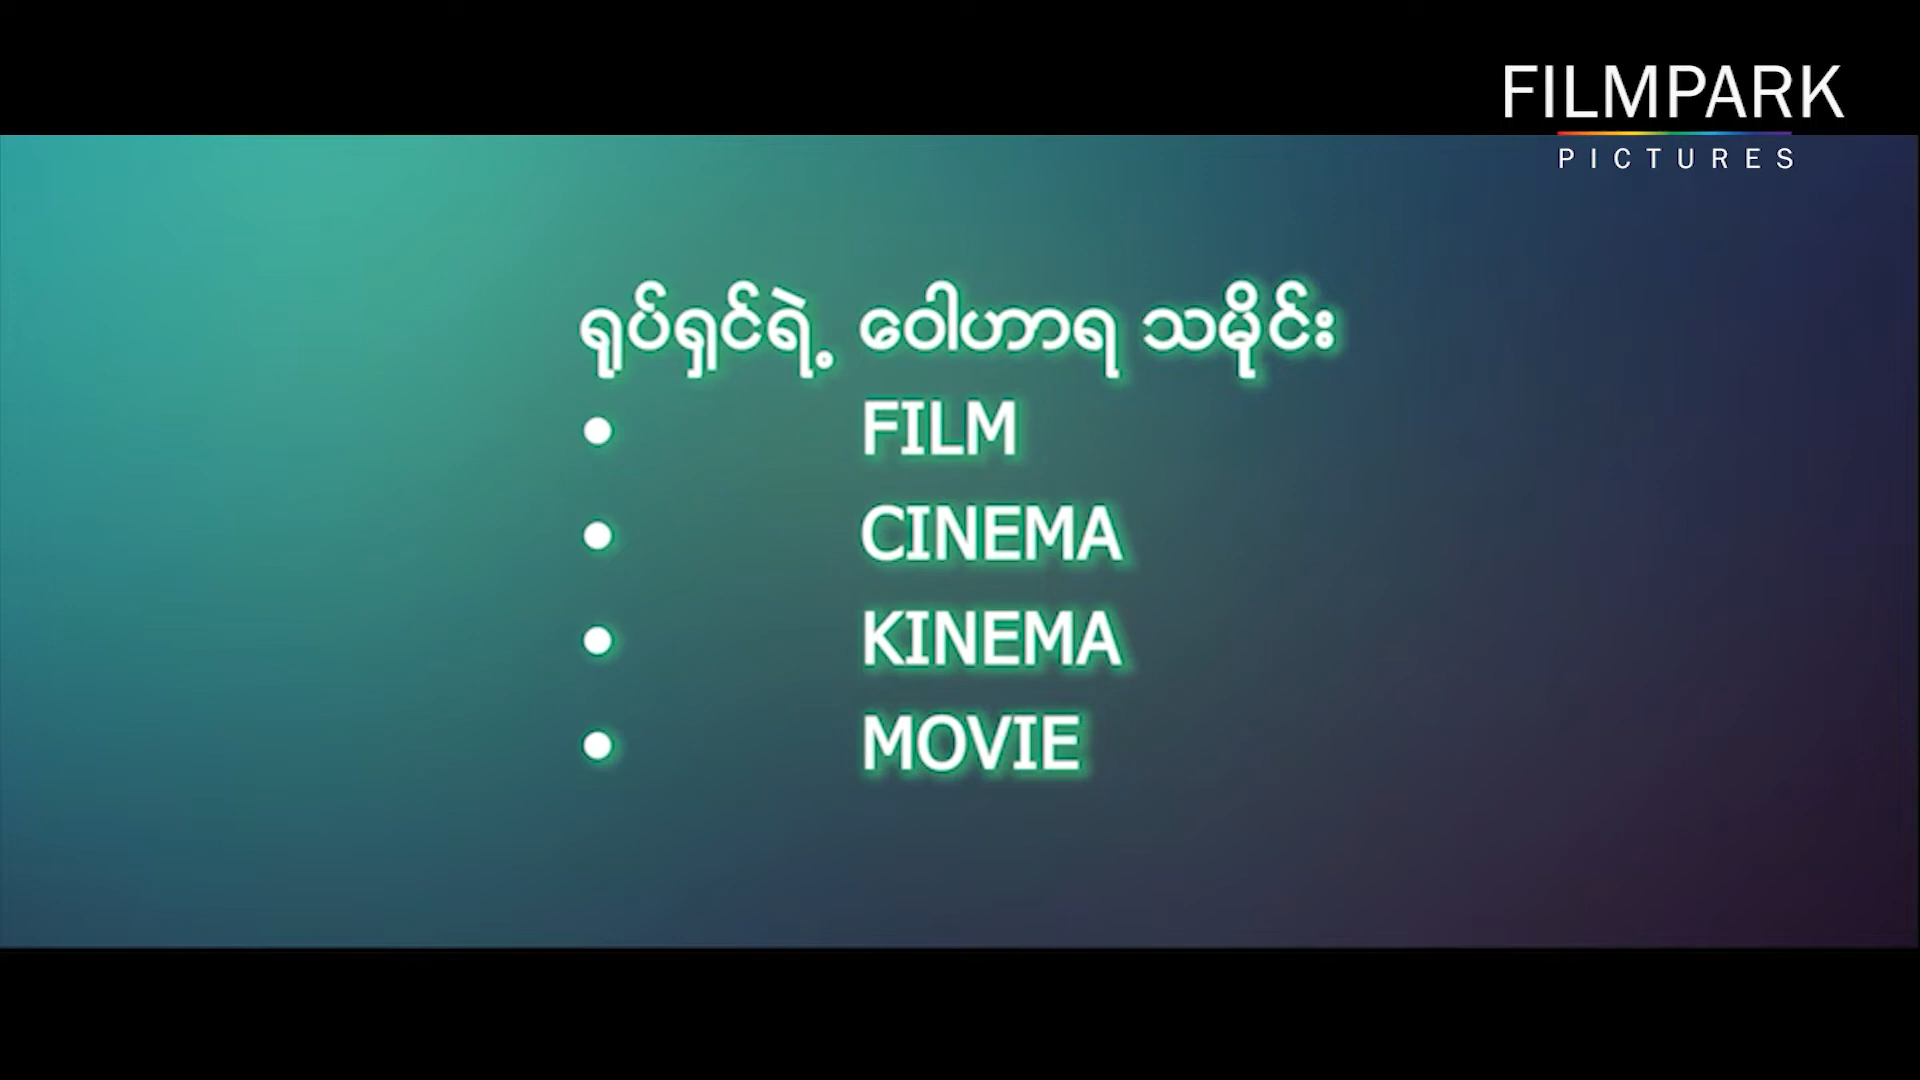 FILMPARK
PICTURES
ရုပ်ရှင်ရဲ့ ဝေါဟာရ သမိုင်း
• FILM
• CINEMA
• KINEMA
• MOVIE